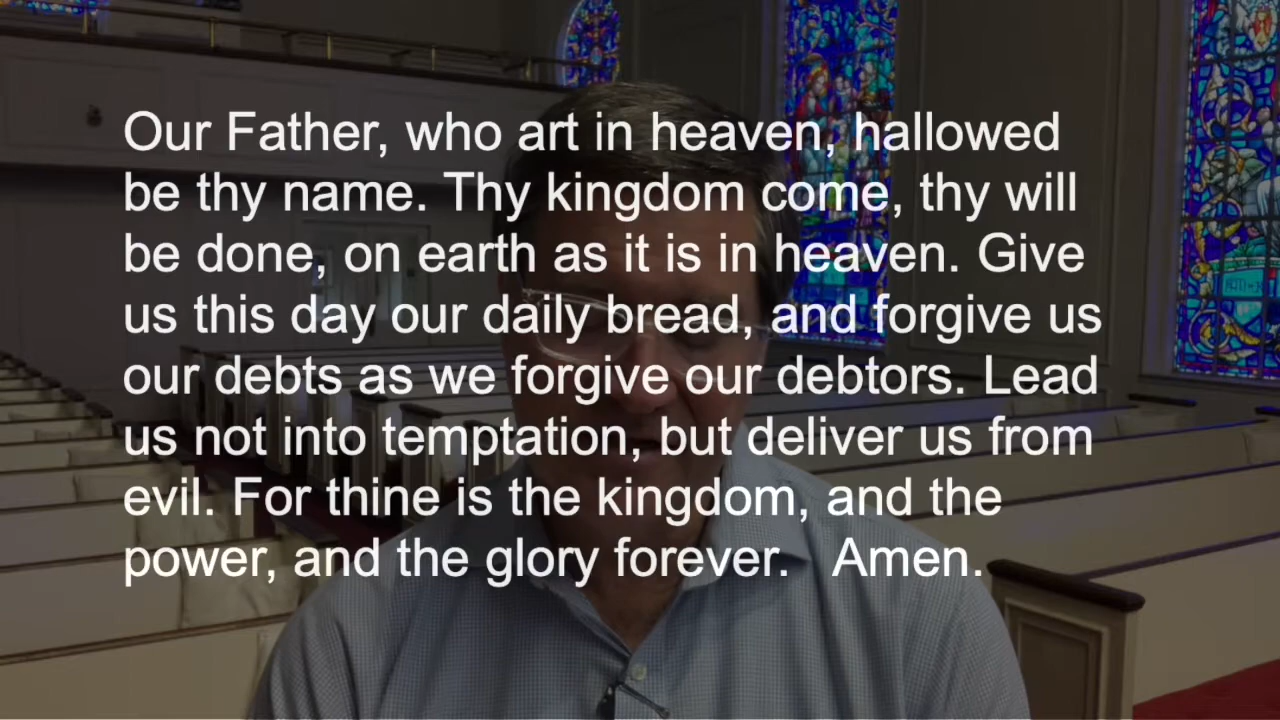 Our Father, who art in heaven, hallowed
be thy name. Thy kingdom come, thy will
be done, on earth as it is in heaven. Give
us this day our daily bread, and forgive us
our debts as we forgive our debtors. Lead
us not into temptation, but deliver us from
evil. For thine is the kingdom, and the
power, and the glory forever. Amen.